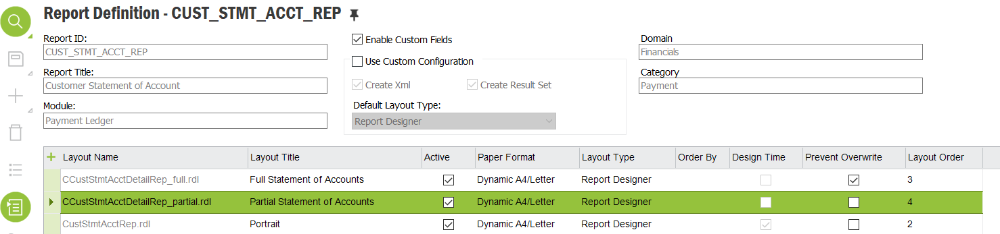 Report Definition - CUST_STMT_ACCT_REP
Report ID:
CUST_STMT_ACCT_REP
Report Title:
Customer Statement of Account
Module:
Payment Ledger
Enable Custom Fields
Use Custom Configuration
Create Xml Create Result Set
Default Layout Type:
Report Designer
Domain
Financials
Category
Payment
Layout Name Layout Title Active Paper Format Layout Type Order By Design Time Prevent Overwrite Layout Order
CCustStmtAcctDetailRep_full.rdl Full Statement of Accounts Dynamic A4/Letter Report Designer 3
CCustStmtAcctDetailRep_partial.rdl Partial Statement of Accounts Dynamic A4/Letter Report Designer 4
CustStmtAcctRep.rdl Portrait Dynamic A4/Letter Report Designer 2